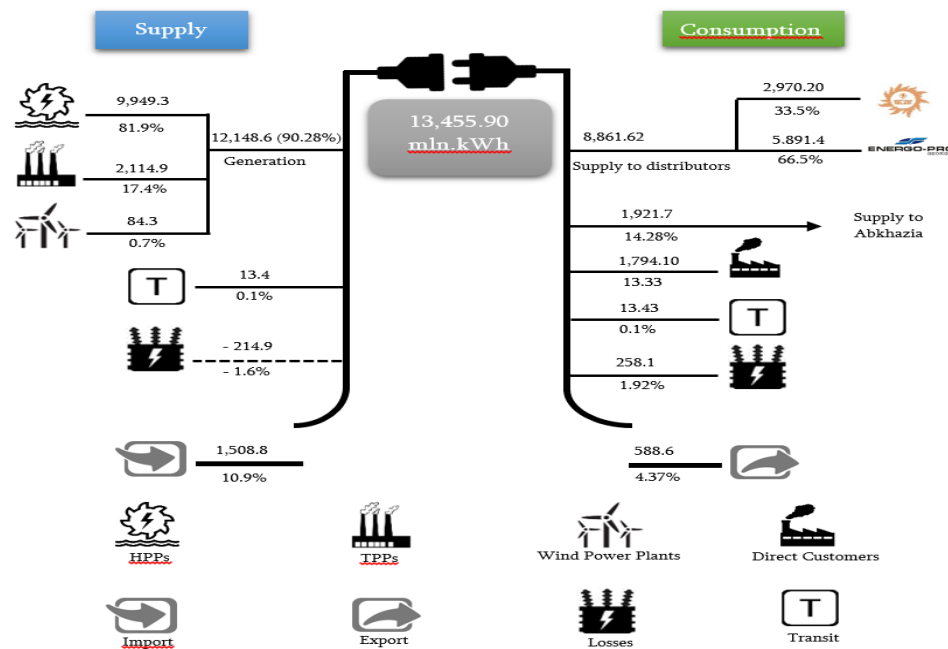 Supply
Consumption
9,949.3
81.9%
2,114.9
17.4%
84.3
0.7%
12,148.6 (90.28%)
Generation
13.4
0.1%
- 214.9
- 1.6%
1,508.8
10.9%
13,455.90
mln.kWh
8,861.62
Supply to distributors
2,970.20
33.5%
5.891.4
66.5%
ENERGO-PRO
1,921.7
14.28%
Supply to
Abkhazia
1,794.10
13.33
13.43
0.1%
T
T
258.1
1.92%
588.6
4.37%
HPPs
TPPs
Wind Power Plants
Direct Customers
Import
Export
Losses
T
Transit